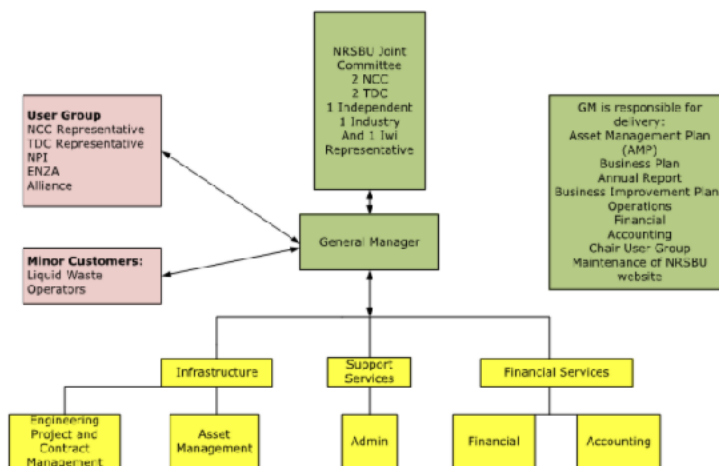 NRSBU Joint
Committee
2 NCC
2 TDC
1 Independent
1 Industry
And 1 Iwi
Representative
User Group
NCC Representative
TDC Representative
NPI
ENZA
Alliance
GM is responsible for
delivery:
Asset Management Plan
(AMP)
Business Plan
Annual Report
Business Improvement Plan
Operations
Financial
Accounting
Chair User Group
Maintenance of NRSBU
website
General Manager
Minor Customers:
Liquid Waste
Operators
Infrastructure
Support
Services
Financial Services
Engineering
Project and
Contract
Management
Asset
Management
Admin
Financial
Accounting